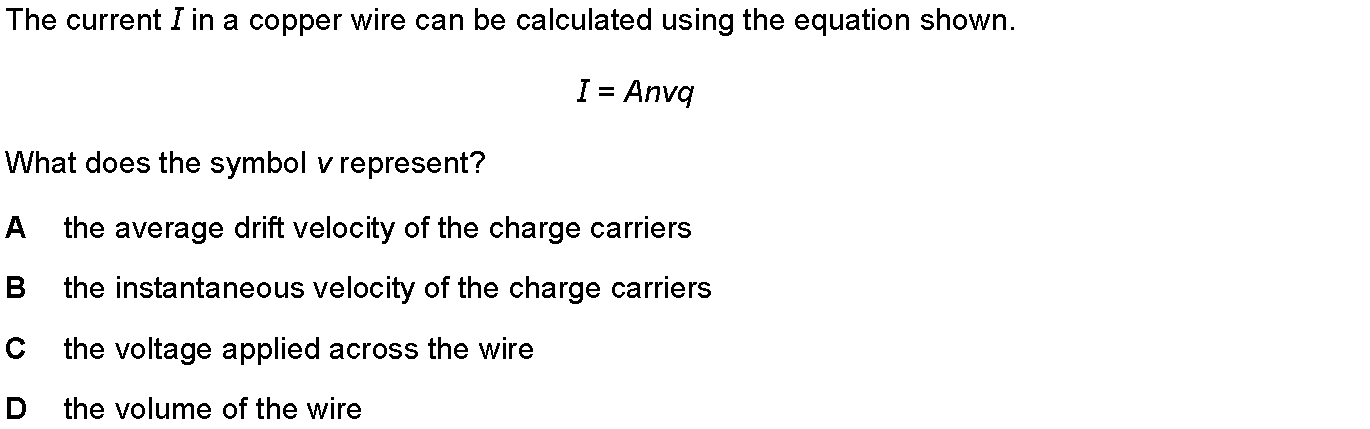 The current I in a copper wire can be calculated using the equation shown.
I = Anvq
What does the symbol v represent?
A the average drift velocity of the charge carriers
B the instantaneous velocity of the charge carriers
C the voltage applied across the wire
D the volume of the wire